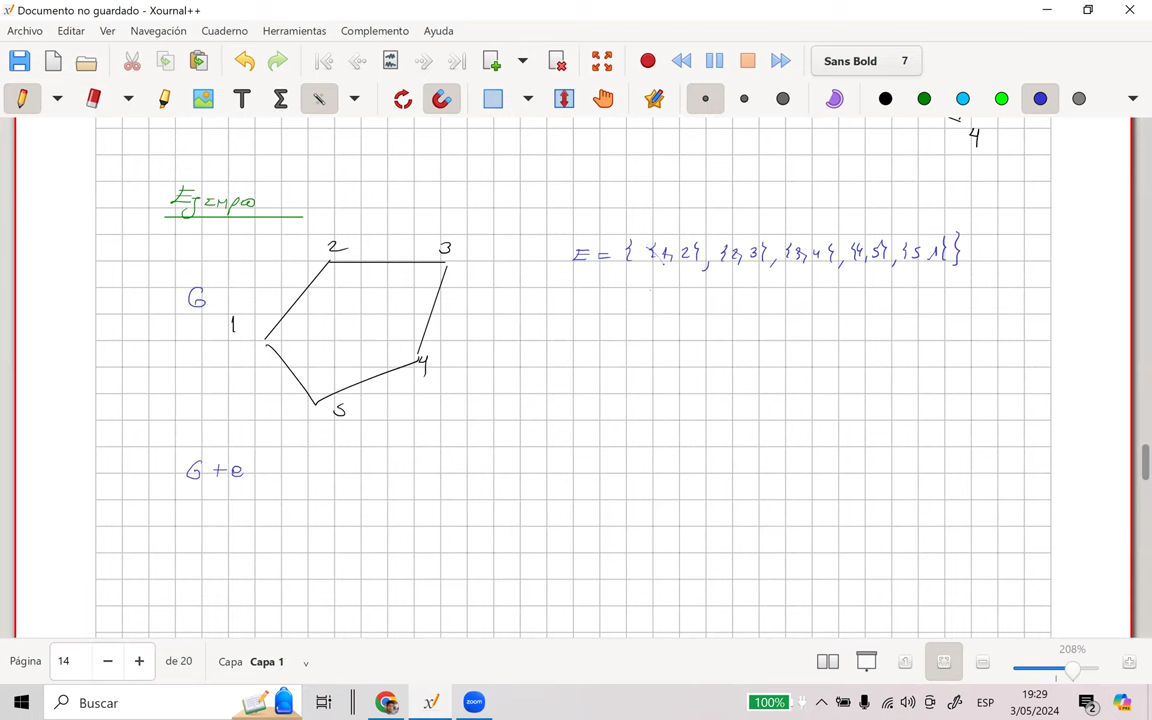 Documento no guardado - Xournal++
Archivo Editar Ver Navegación Cuaderno Herramientas Complemento Ayuda
Sans Bold 7
4
Ejempo
2 3
E = { {1, 2}, {2, 3}, {3, 4}, {4, 5}, {5 1} }
G
1
4
5
G + e
Página 14 de 20 Capa Capa 1
208%
Buscar
100% ESP 19:29
3/05/2024
2